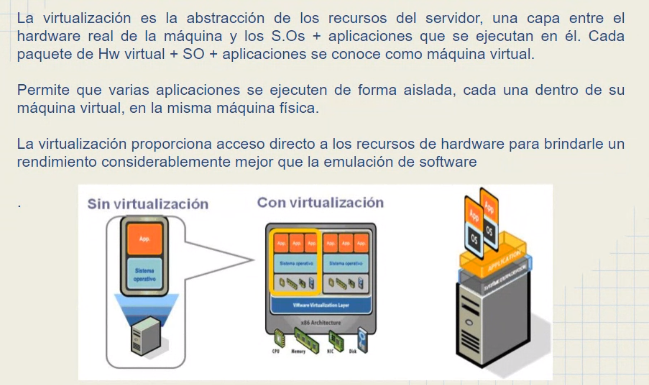 La virtualización es la abstracción de los recursos del servidor, una capa entre el
hardware real de la máquina y los S.Os + aplicaciones que se ejecutan en él. Cada
paquete de Hw virtual + SO + aplicaciones se conoce como máquina virtual.
Permite que varias aplicaciones se ejecuten de forma aislada, cada una dentro de su
máquina virtual, en la misma máquina física.
La virtualización proporciona acceso directo a los recursos de hardware para brindarle un
rendimiento considerablemente mejor que la emulación de software
.
Sin virtualización
Con virtualización
App
Sistema
operativo
App App App App App App
Sistema operativo Sistema operativo
VMware Virtualization Layer
x86 Architecture
CPU Memory NIC Disk
App App
OS OS
APPLICATION